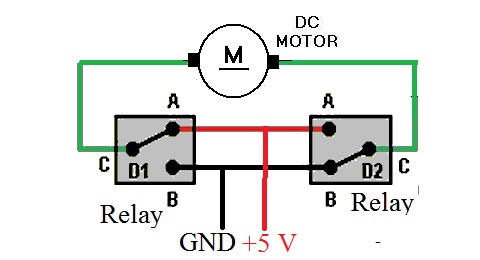 DC
MOTOR
M
A A
C D1 D2 C
B B
Relay Relay
GND +5 V
-